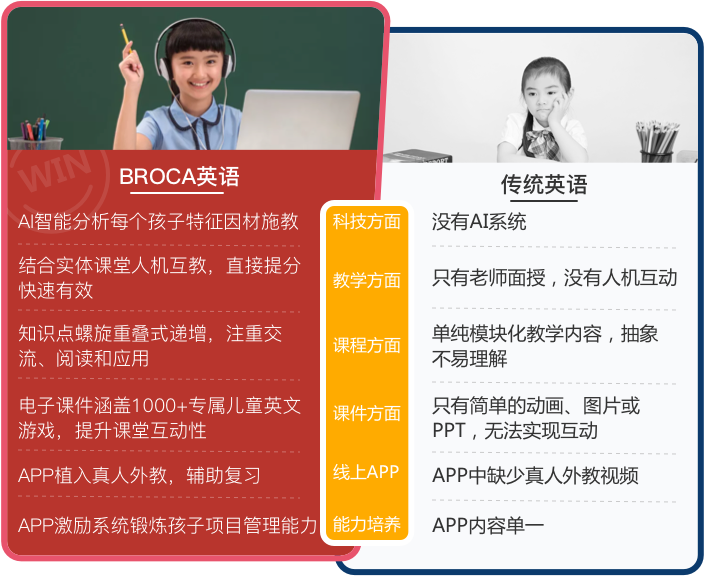 WIN
BROCA英语
传统英语
AI智能分析每个孩子特征因材施教
科技方面
没有AI系统
结合实体课堂人机互教，直接提分
快速有效
教学方面
只有老师面授，没有人机互动
知识点螺旋重叠式递增，注重交
流、阅读和应用
课程方面
单纯模块化教学内容，抽象
不易理解
电子课件涵盖1000+专属儿童英文
游戏，提升课堂互动性
课件方面
只有简单的动画、图片或
PPT，无法实现互动
APP植入真人外教，辅助复习
线上APP
APP中缺少真人外教视频
APP激励系统锻炼孩子项目管理能力
能力培养
APP内容单一